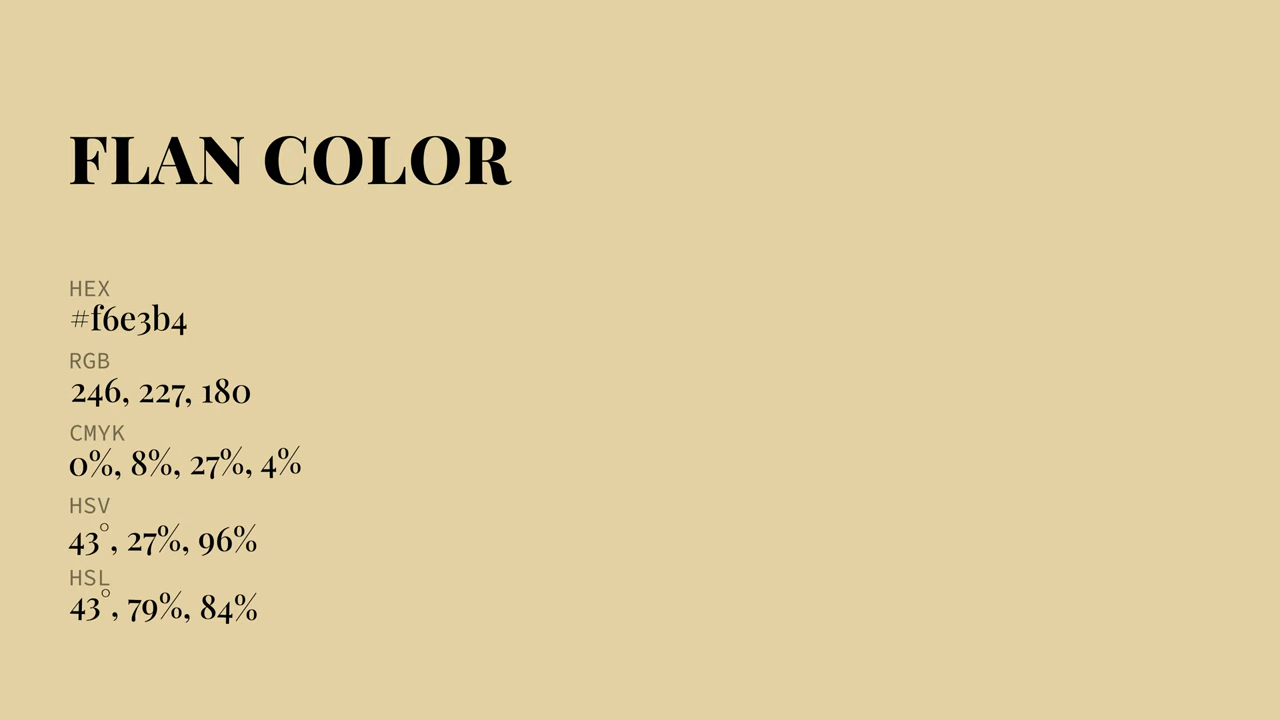 FLAN COLOR
HEX
#f6e3b4
RGB
246, 227, 180
CMYK
0%, 8%, 27%, 4%
HSV
43°, 27%, 96%
HSL
43°, 79%, 84%